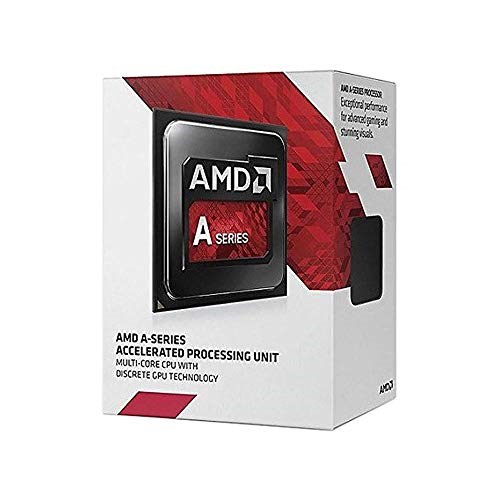 AMD
A SERIES
AMD A-SERIES
ACCELERATED PROCESSING UNIT
MULTI-CORE CPU WITH
DISCRETE GPU TECHNOLOGY
AMD A-SERIES PROCESSOR
Exceptional performance
for advanced gaming and
stunning visuals.
AMD